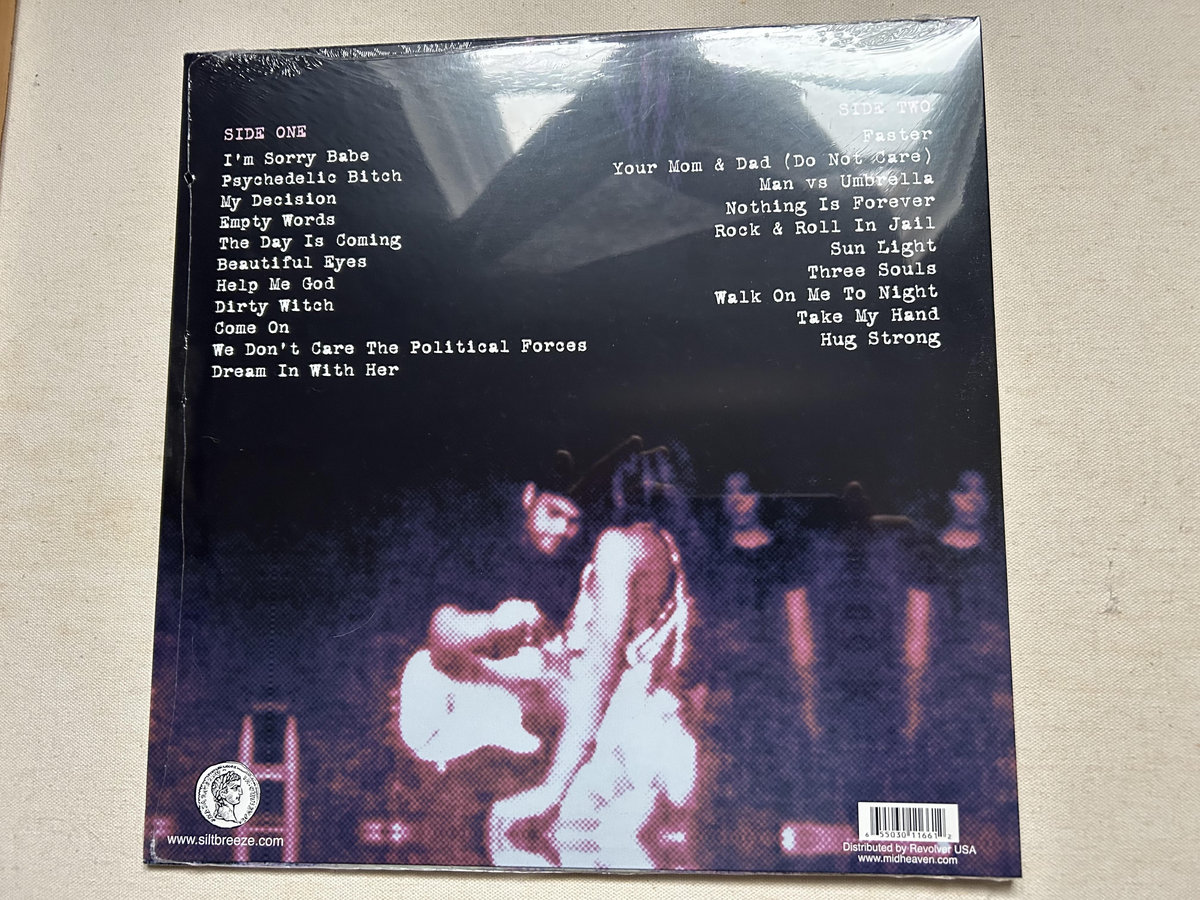 SIDE ONE
I'm Sorry Babe
Psychedelic Bitch
My Decision
Empty Words
The Day Is Coming
Beautiful Eyes
Help Me God
Dirty Witch
Come On
We Don't Care The Political Forces
Dream In With Her
SIDE TWO
Faster
Your Mom & Dad (Do Not Care)
Man vs Umbrella
Nothing Is Forever
Rock & Roll In Jail
Sun Light
Three Souls
Walk On Me To Night
Take My Hand
Hug Strong
www.siltbreeze.com
6 55030 11661 2
Distributed by Revolver USA
www.midheaven.com